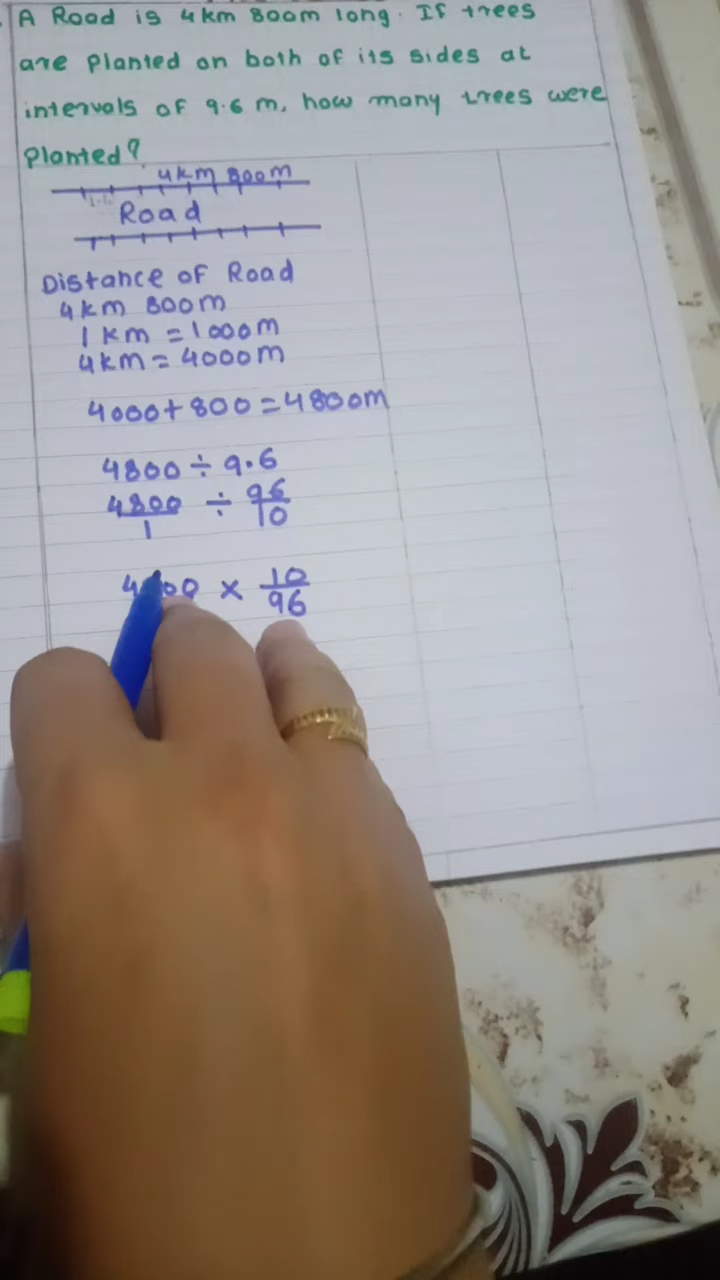 A Road is 4km 800m long. If trees
are planted on both of its sides at
intervals of 9.6 m, how many trees were
planted?
4km 800m
Road
Distance of Road
4km 800m
1 km = 1000m
4km = 4000m
4000 + 800 = 4800m
4800 ÷ 9.6
4800/1 ÷ 96/10
× 10/96